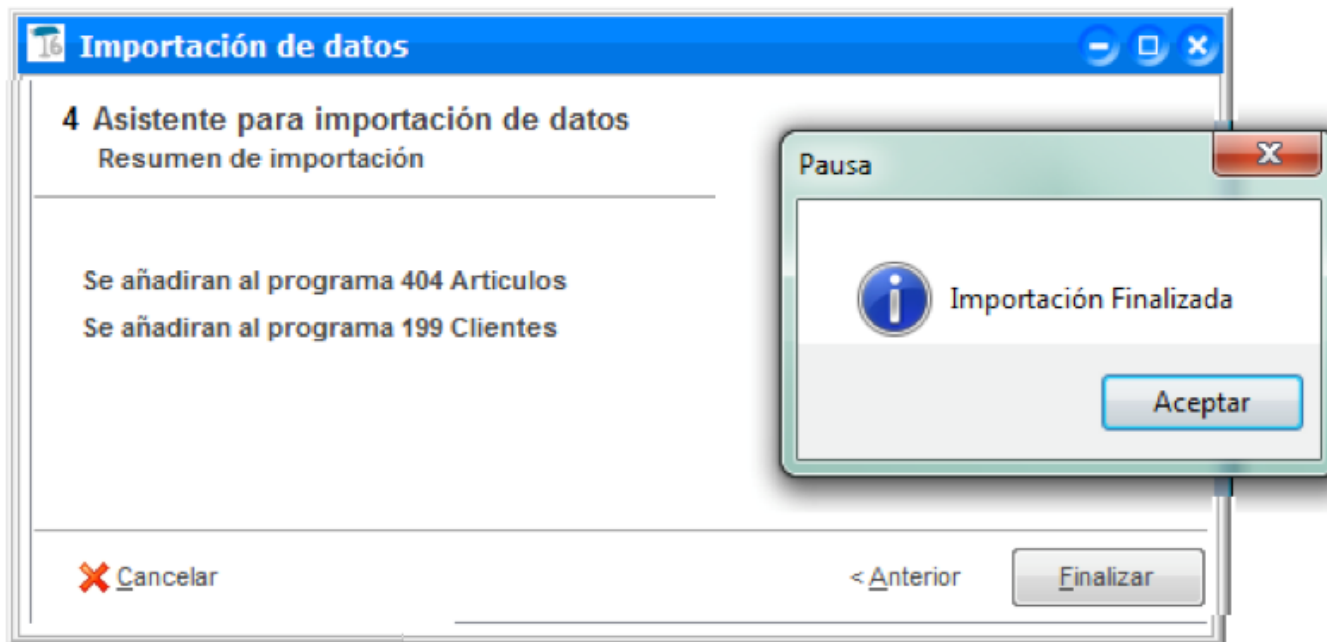 T6 Importación de datos
4 Asistente para importación de datos
Resumen de importación
Se añadiran al programa 404 Articulos
Se añadiran al programa 199 Clientes
Pausa
Importación Finalizada
Aceptar
Cancelar
< Anterior
Finalizar